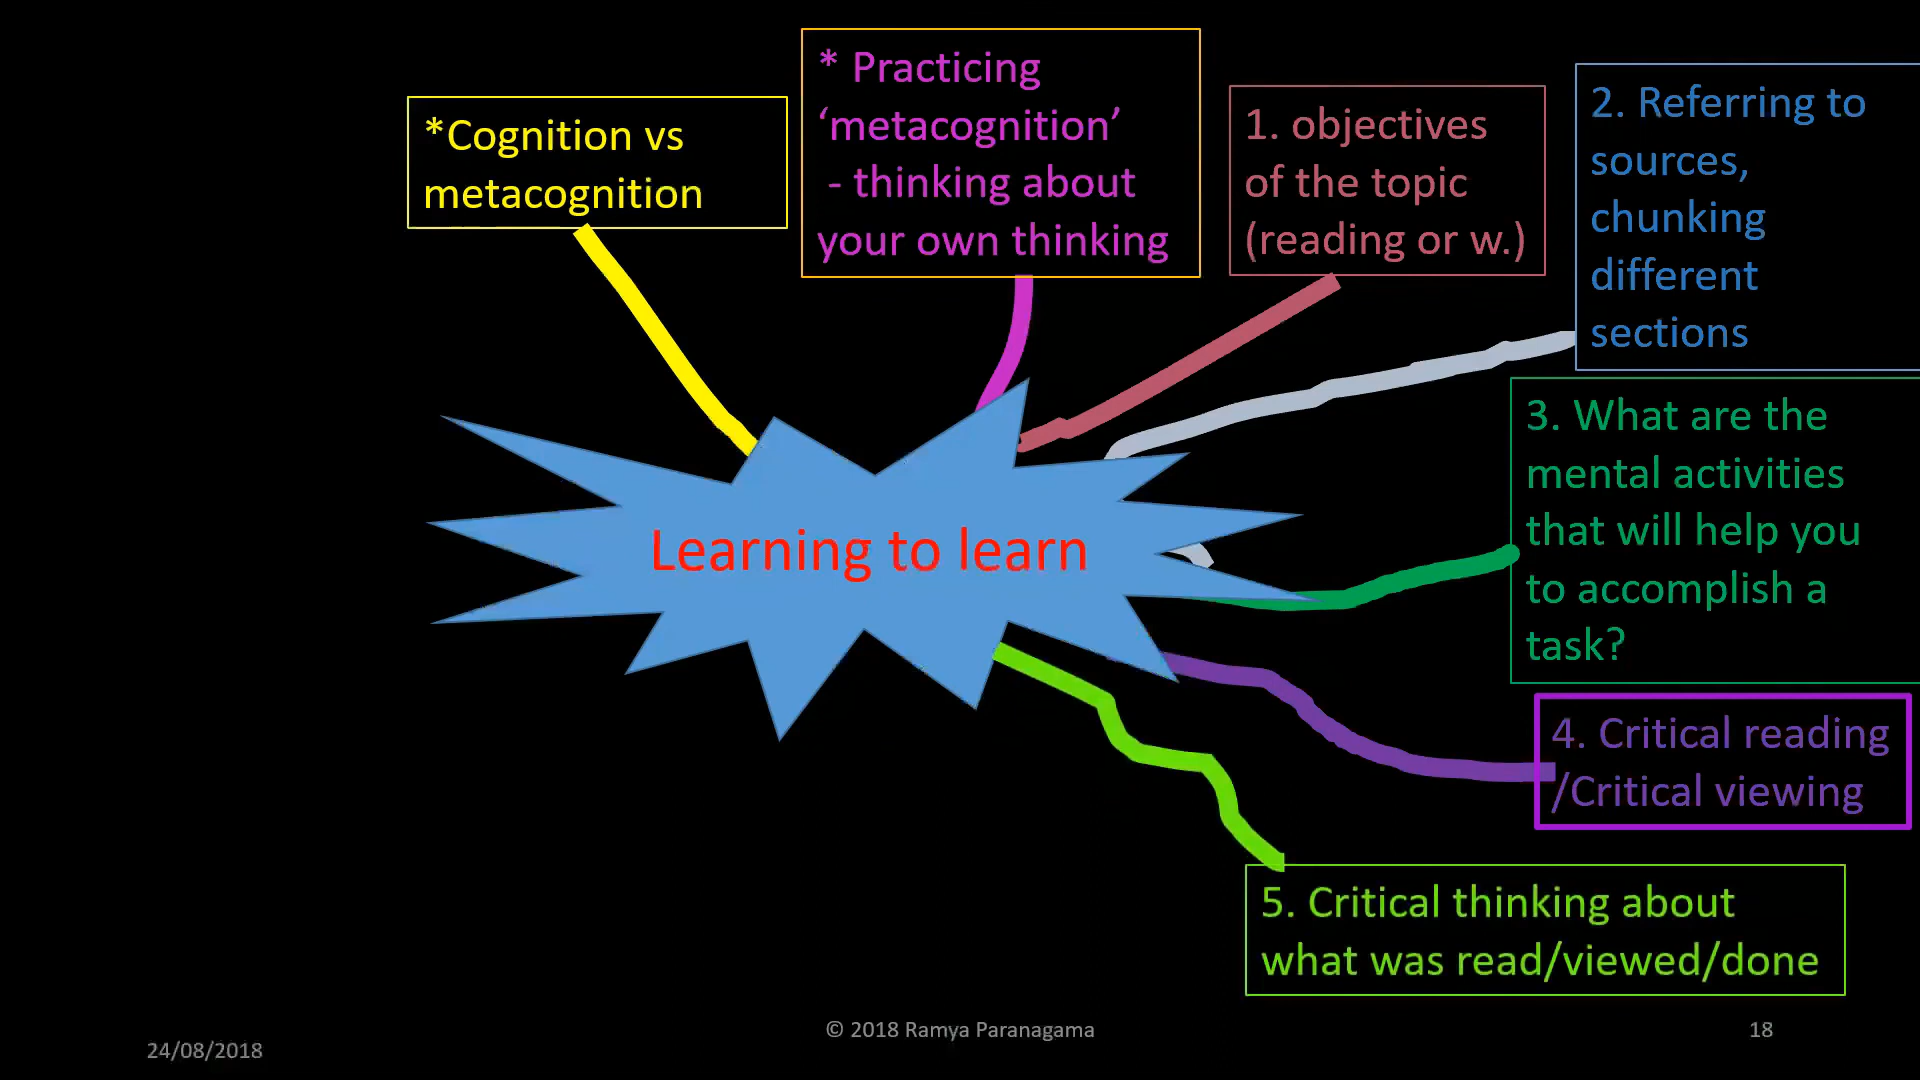 *Cognition vs
metacognition
* Practicing
‘metacognition’
- thinking about
your own thinking
1. objectives
of the topic
(reading or w.)
2. Referring to
sources,
chunking
different
sections
3. What are the
mental activities
that will help you
to accomplish a
task?
4. Critical reading
/Critical viewing
5. Critical thinking about
what was read/viewed/done
Learning to learn
24/08/2018
© 2018 Ramya Paranagama
18